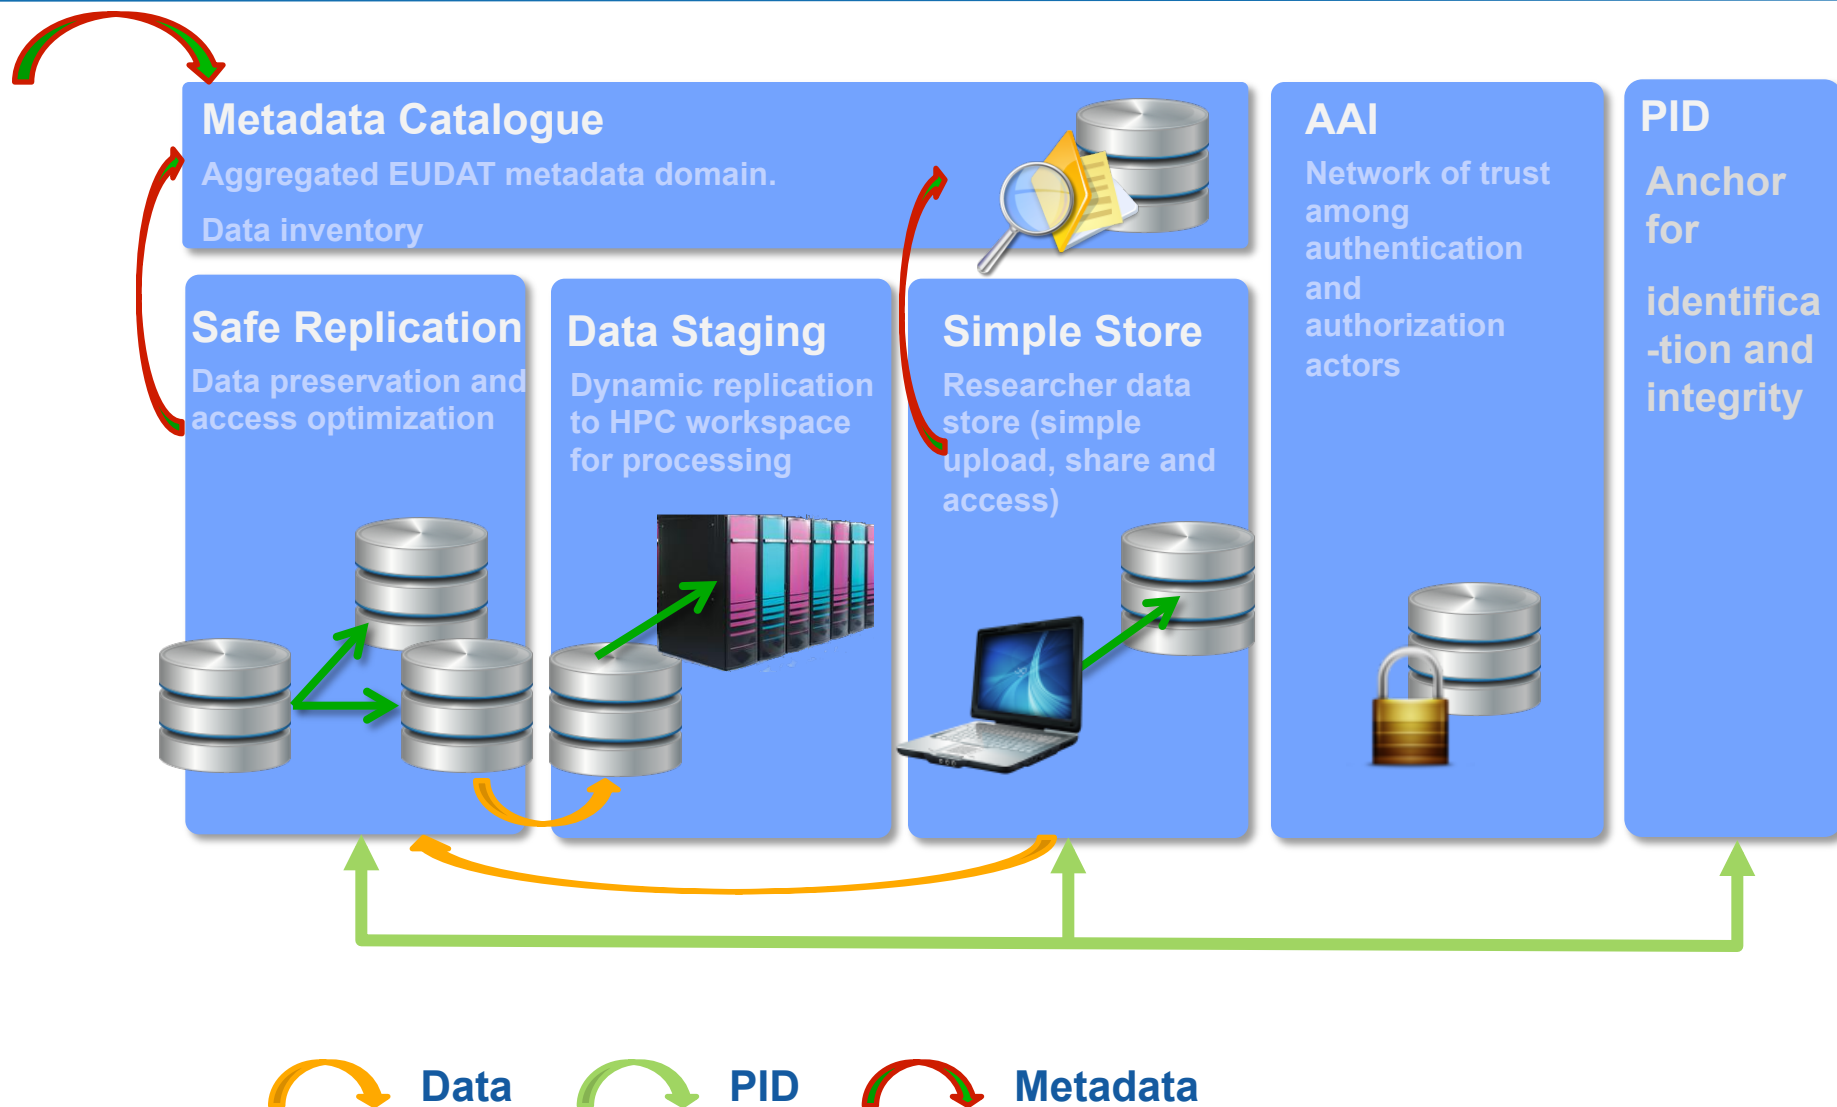 Metadata Catalogue
Aggregated EUDAT metadata domain.
Data inventory
Safe Replication
Data preservation and
access optimization
Data Staging
Dynamic replication
to HPC workspace
for processing
Simple Store
Researcher data
store (simple
upload, share and
access)
AAI
Network of trust
among
authentication
and
authorization
actors
PID
Anchor
for
identifica
-tion and
integrity
Data
PID
Metadata